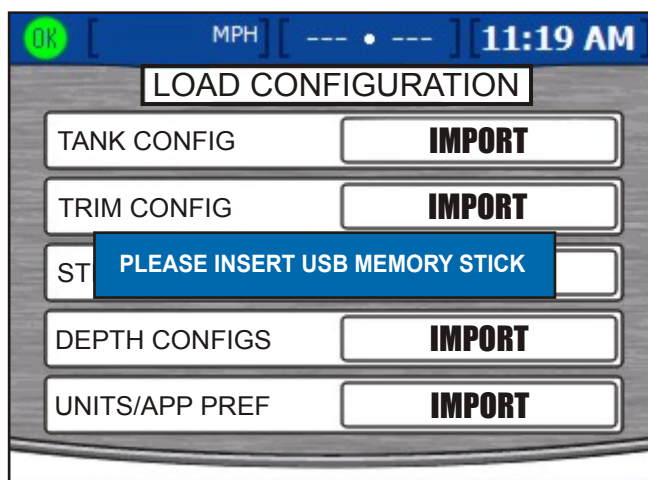 OK [ MPH ] [ --- • --- ] [ 11:19 AM ]
LOAD CONFIGURATION
TANK CONFIG IMPORT
TRIM CONFIG IMPORT
ST
PLEASE INSERT USB MEMORY STICK
DEPTH CONFIGS IMPORT
UNITS/APP PREF IMPORT